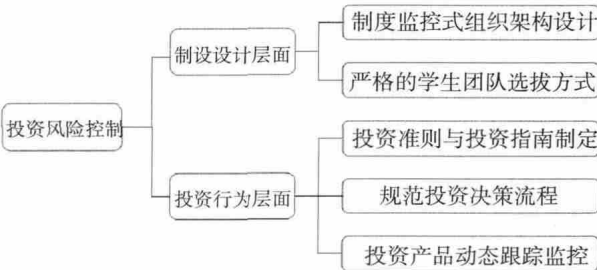 制度监控式组织架构设计
制设设计层面
严格的学生团队选拔方式
投资风险控制
投资准则与投资指南制定
投资行为层面
规范投资决策流程
投资产品动态跟踪监控